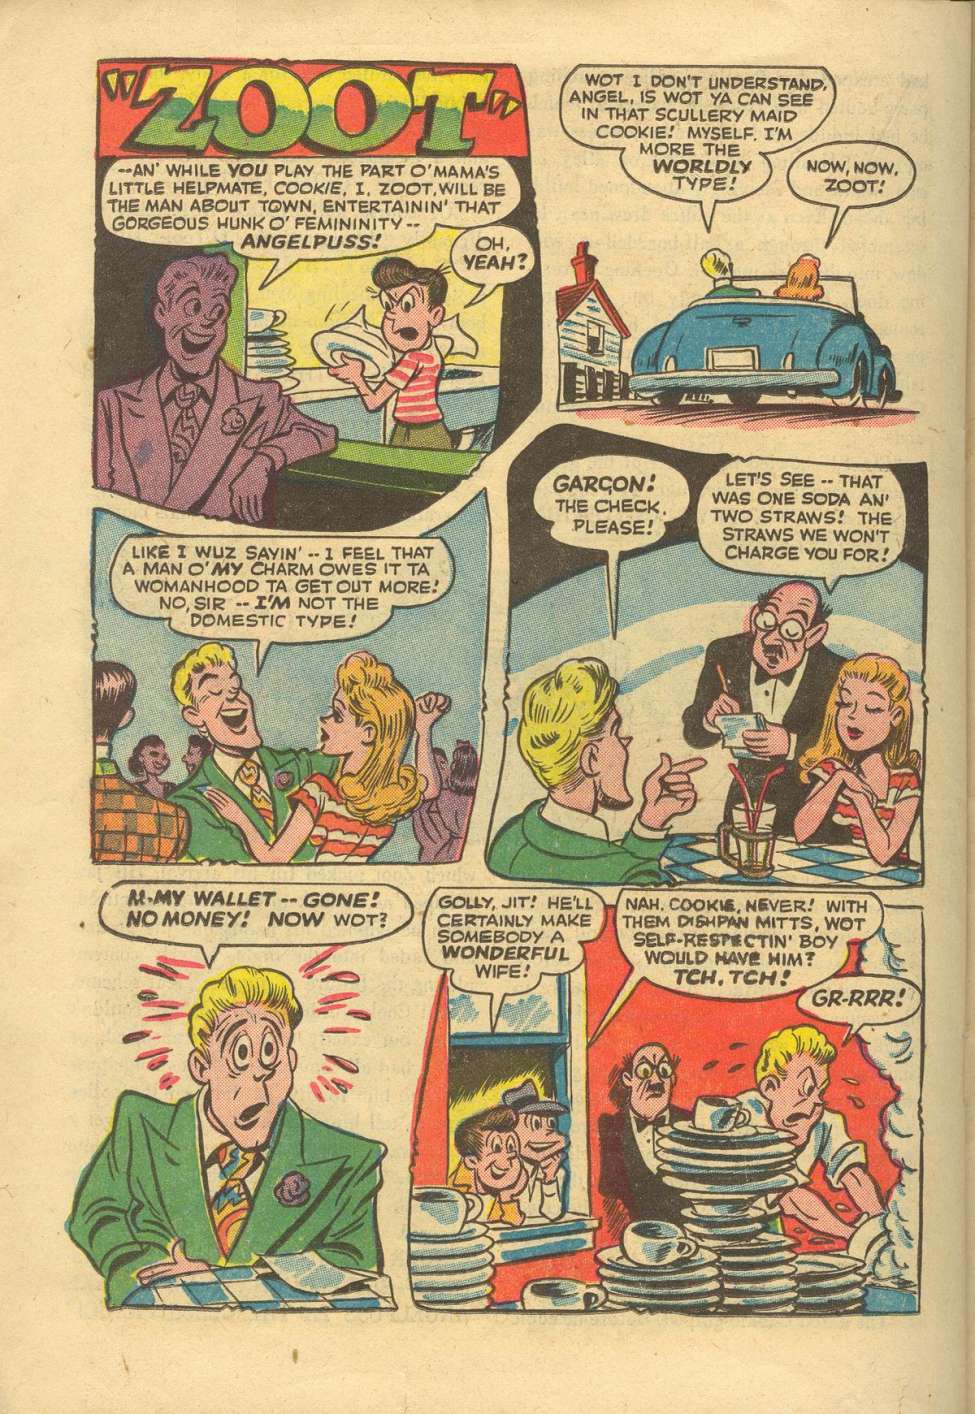 "ZOOT"
--AN' WHILE YOU PLAY THE PART O'MAMA'S
LITTLE HELPMATE, COOKIE, I, ZOOT, WILL BE
THE MAN ABOUT TOWN, ENTERTAININ' THAT
GORGEOUS HUNK O' FEMININITY--
ANGELPUSS!
OH,
YEAH?
WOT I DON'T UNDERSTAND,
ANGEL, IS WOT YA CAN SEE
IN THAT SCULLERY MAID
COOKIE! MYSELF, I'M
MORE THE
WORLDLY
TYPE!
NOW, NOW,
ZOOT!
LIKE I WUZ SAYIN' -- I FEEL THAT
A MAN O'MY CHARM OWES IT TA
WOMANHOOD TA GET OUT MORE!
NO, SIR -- I'M NOT THE
DOMESTIC TYPE!
GARÇON!
THE CHECK,
PLEASE!
LET'S SEE -- THAT
WAS ONE SODA AN'
TWO STRAWS! THE
STRAWS WE WON'T
CHARGE YOU FOR!
M-MY WALLET -- GONE!
NO MONEY! NOW WOT?
GOLLY, JIT! HE'LL
CERTAINLY MAKE
SOMEBODY A
WONDERFUL
WIFE!
NAH, COOKIE, NEVER! WITH
THEM DISHPAN MITTS, WOT
SELF-RESPECTIN' BOY
WOULD HAVE HIM?
TCH, TCH!
GR-RRR!